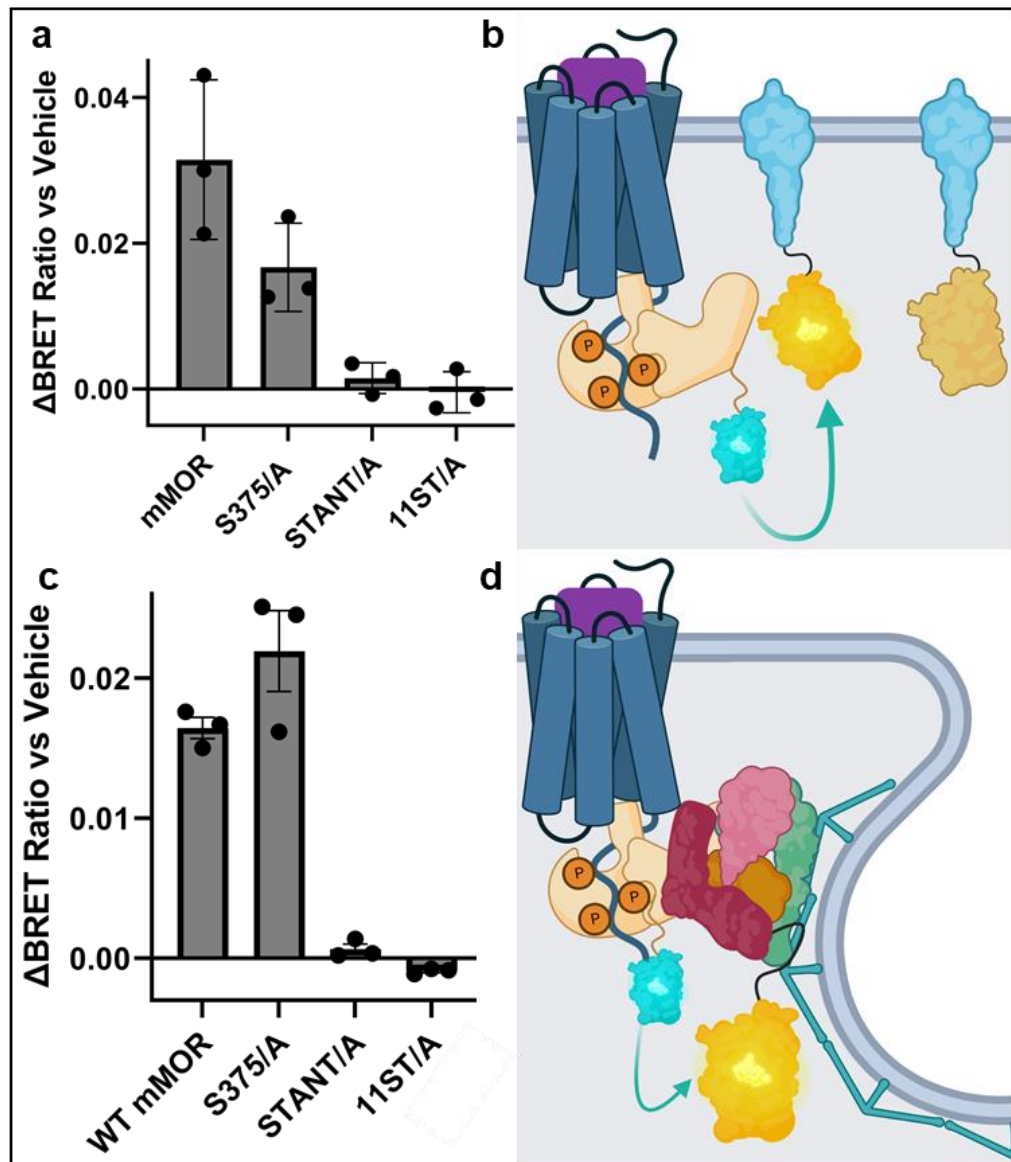 a
ΔBRET Ratio vs Vehicle
0.04
0.02
0.00
mMOR
S375/A
STANT/A
11ST/A
b
P
P
P
c
ΔBRET Ratio vs Vehicle
0.02
0.01
0.00
WT mMOR
S375/A
STANT/A
11ST/A
d
P
P
P